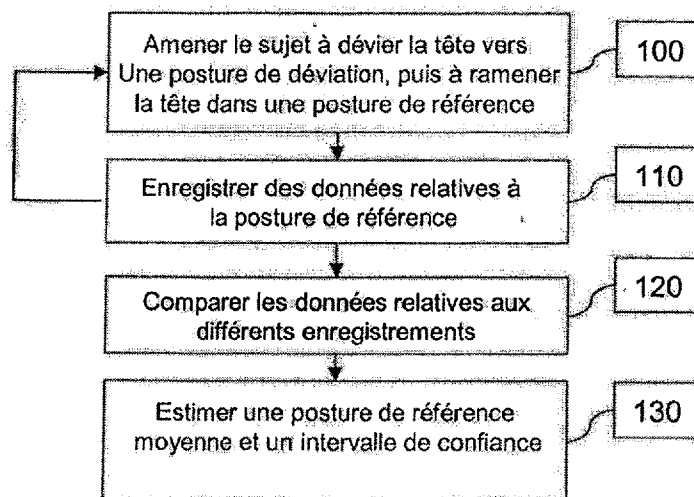 Amener le sujet à dévier la tête vers
Une posture de déviation, puis à ramener
la tête dans une posture de référence
100
Enregistrer des données relatives à
la posture de référence
110
Comparer les données relatives aux
différents enregistrements
120
Estimer une posture de référence
moyenne et un intervalle de confiance
130